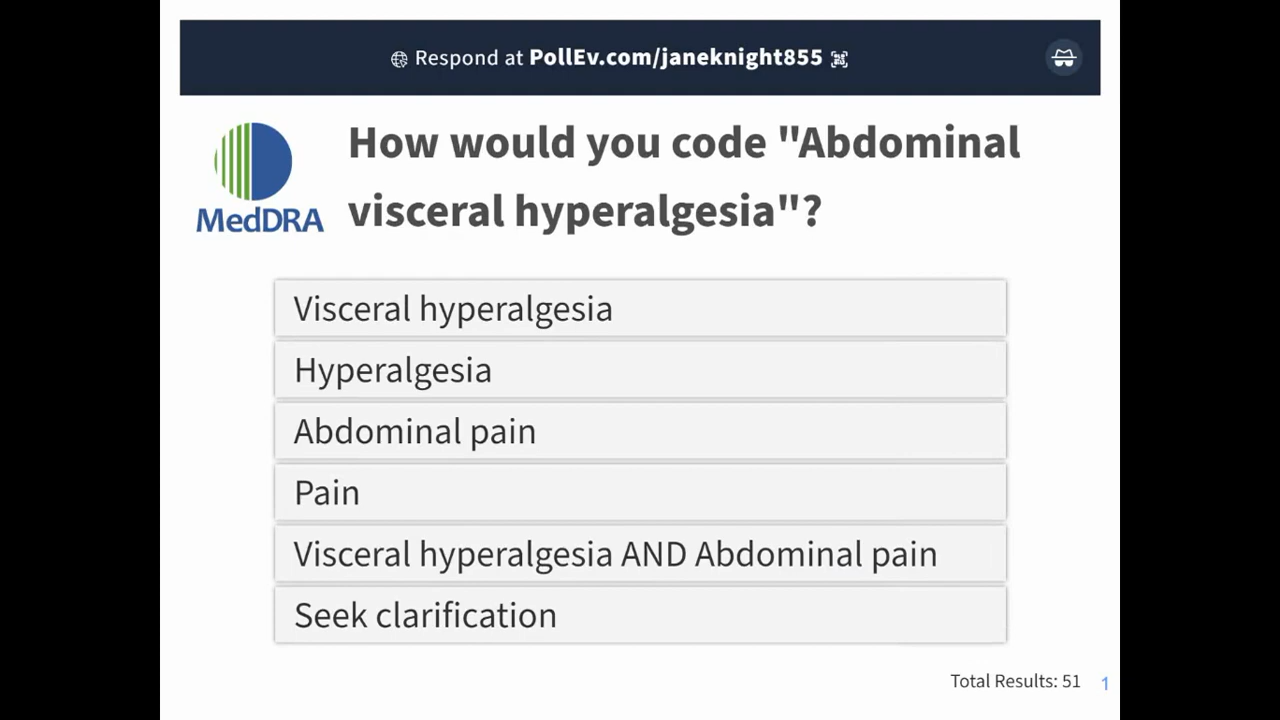 Respond at PollEv.com/janeknight855
MedDRA
How would you code "Abdominal
visceral hyperalgesia"?
Visceral hyperalgesia
Hyperalgesia
Abdominal pain
Pain
Visceral hyperalgesia AND Abdominal pain
Seek clarification
Total Results: 51
1